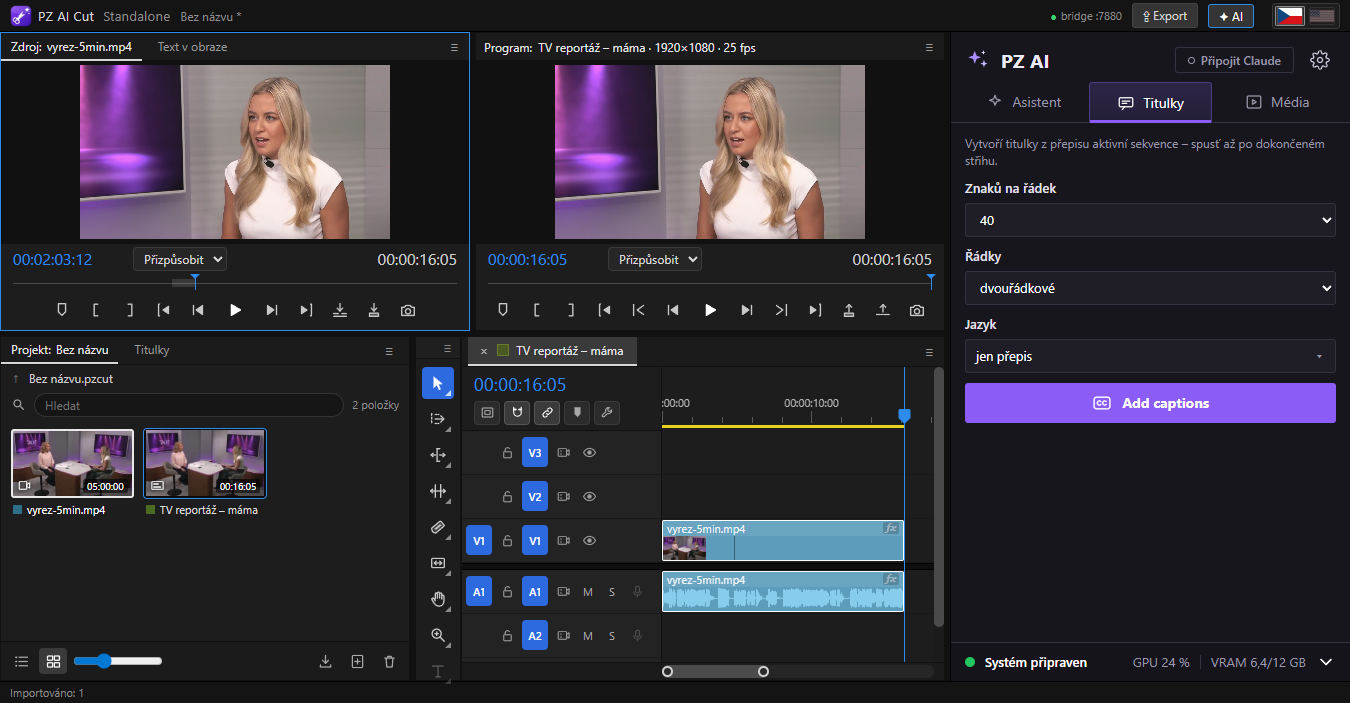 PZ AI Cut Standalone Bez názvu *
bridge :7880 Export AI
Zdroj: vyrez-5min.mp4 Text v obraze
Program: TV reportáž – máma · 1920×1080 · 25 fps
00:02:03:12 Přizpůsobit 00:00:16:05
00:00:16:05 Přizpůsobit 00:00:16:05
Projekt: Bez názvu Titulky
Bez názvu.pzcut
Hledat 2 položky
05:00:00 00:16:05
vyrez-5min.mp4 TV reportáž – máma
Importováno: 1
× TV reportáž – máma
00:00:16:05
:00:00 00:00:10:00
V3
V2
V1 V1
vyrez-5min.mp4 fx
A1 A1 M S
vyrez-5min.mp4 fx
A2 M S
PZ AI Připojit Claude
Asistent Titulky Média
Vytvoří titulky z přepisu aktivní sekvence – spusť až po dokončeném
střihu.
Znaků na řádek
40
Řádky
dvouřádkové
Jazyk
jen přepis
CC Add captions
Systém připraven GPU 24 % VRAM 6,4/12 GB